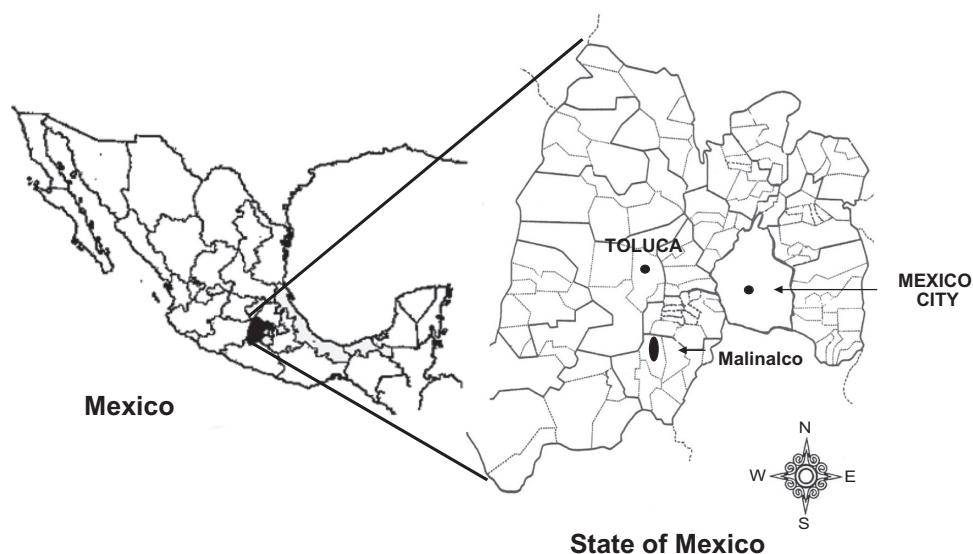 TOLUCA
MEXICO
CITY
Malinalco
Mexico
N
W
E
S
State of Mexico